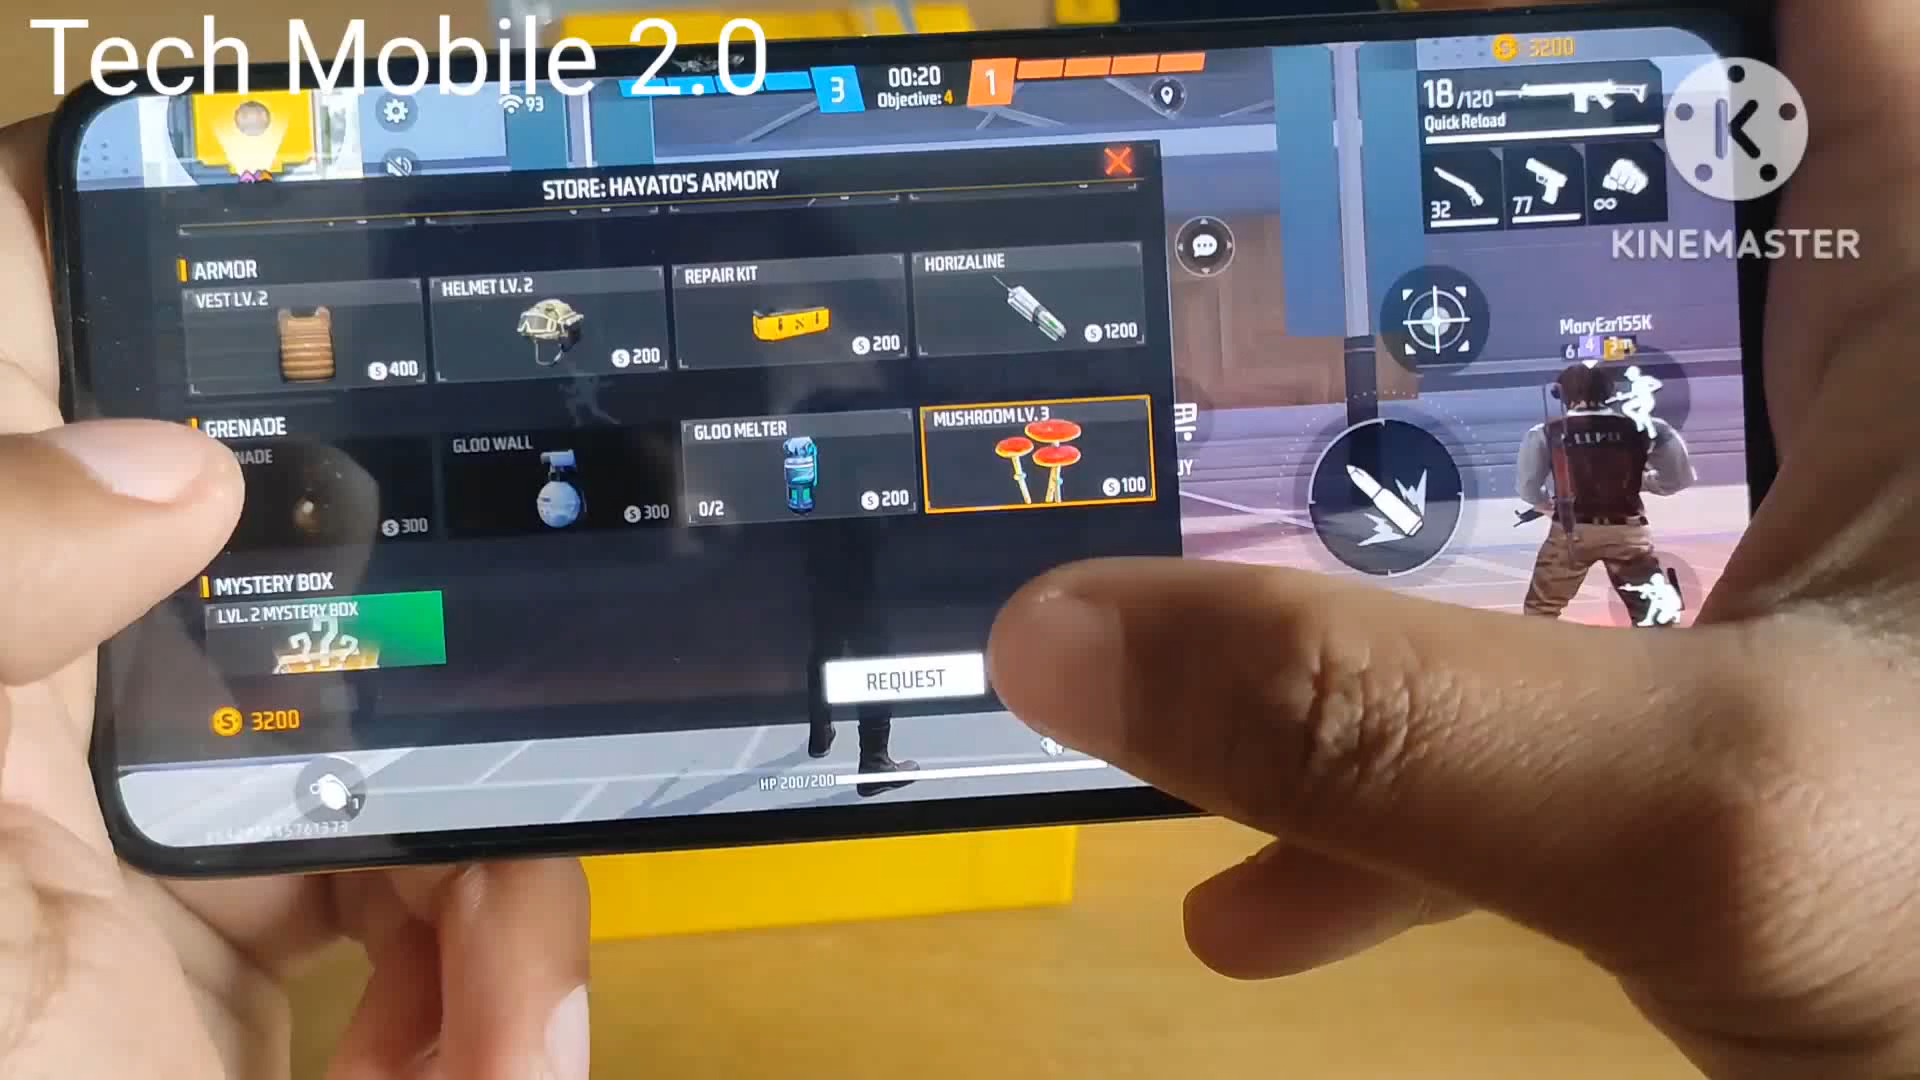 Tech Mobile 2.0
93
3
00:20
Objective: 4
1
3200
18/120
Quick Reload
32
77
∞
KINEMASTER
STORE: HAYATO'S ARMORY
ARMOR
VEST LV. 2
400
HELMET LV. 2
200
REPAIR KIT
200
HORIZALINE
1200
MaryEzr155K
GRENADE
300
GLOO WALL
300
GLOO MELTER
0/2
200
MUSHROOM LV. 3
100
MYSTERY BOX
LVL. 2 MYSTERY BOX
???
REQUEST
3200
HP 200/200
1